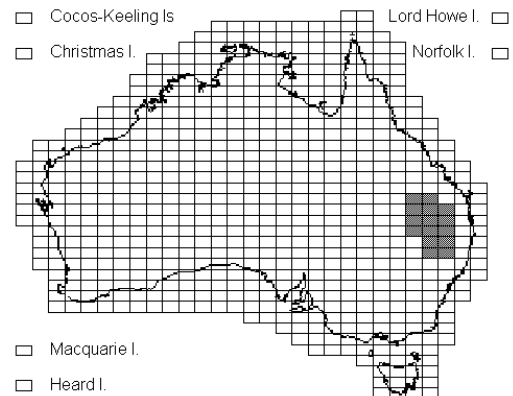 Cocos-Keeling Is
Lord Howe I.
Christmas I.
Norfolk I.
Macquarie I.
Heard I.